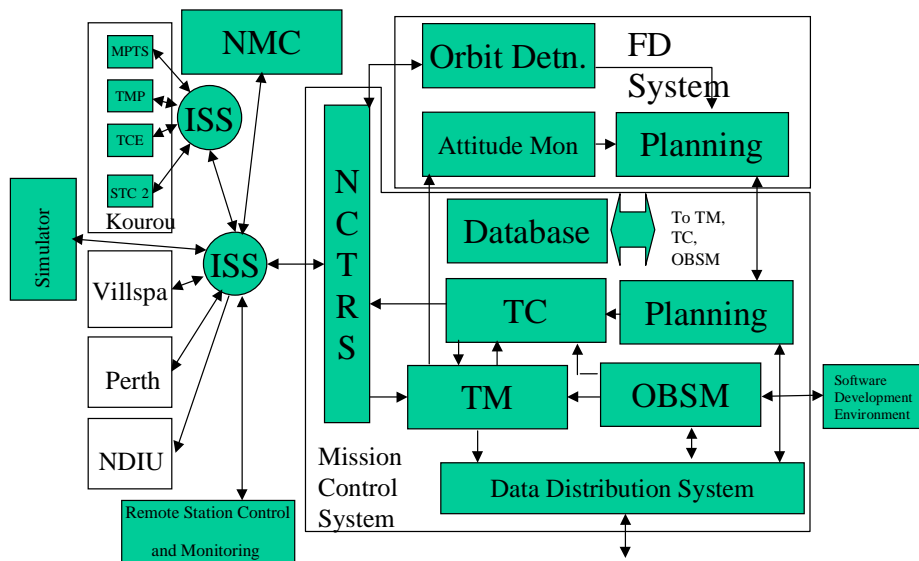 MPTS
TMP
TCE
STC 2
Kourou
ISS
NMC
Orbit Detn.
FD
System
Attitude Mon
Planning
N
C
T
R
S
Database
To TM,
TC,
OBSM
Simulator
ISS
Villspa
Perth
NDIU
TC
Planning
TM
OBSM
Software
Development
Environment
Mission
Control
System
Data Distribution System
Remote Station Control
and Monitoring